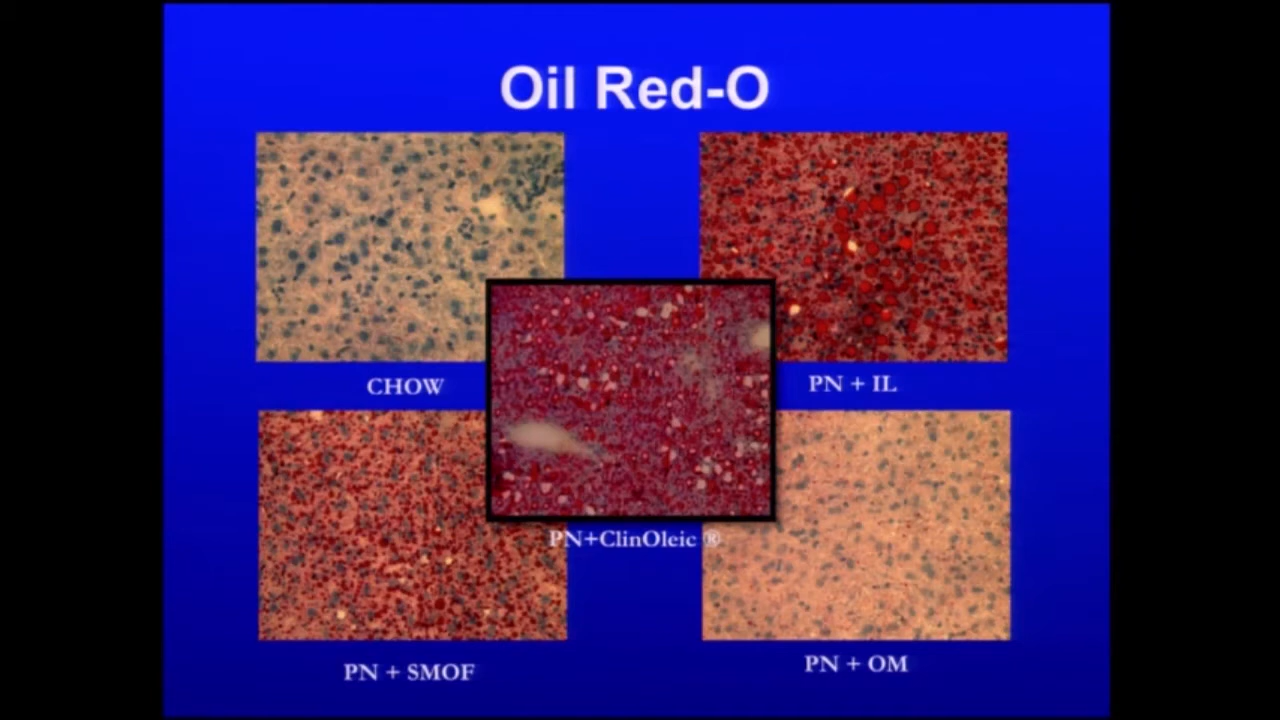 Oil Red-O
CHOW
PN + IL
PN+ClinOleic ®
PN + SMOF
PN + OM